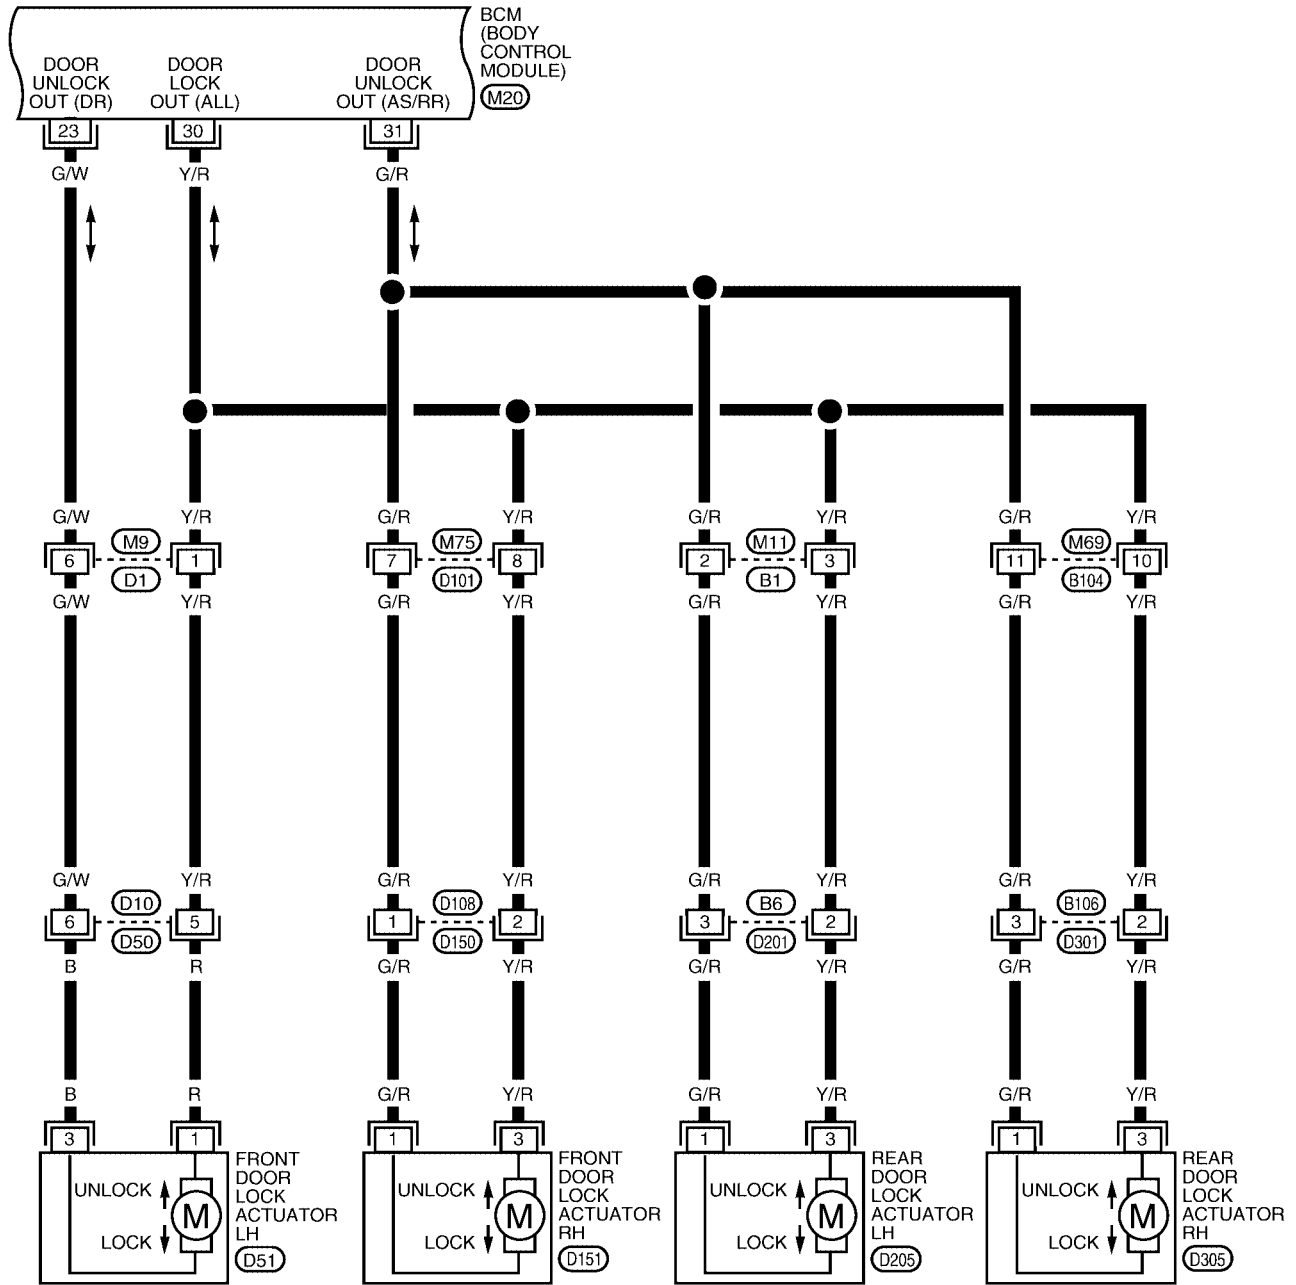 BCM
(BODY
CONTROL
MODULE)
M20
DOOR
UNLOCK
OUT (DR)
DOOR
LOCK
OUT (ALL)
DOOR
UNLOCK
OUT (AS/RR)
23 30 31
G/W Y/R G/R
G/W Y/R G/R Y/R G/R Y/R G/R Y/R
M9 M75 M11 M69
6 1 7 8 2 3 11 10
D1 D101 B1 B104
G/W Y/R G/R Y/R G/R Y/R G/R Y/R
G/W Y/R G/R Y/R G/R Y/R G/R Y/R
D10 D108 B6 B106
6 5 1 2 3 2 3 2
D50 D150 D201 D301
B R G/R Y/R G/R Y/R G/R Y/R
B R G/R Y/R G/R Y/R G/R Y/R
3 1 1 3 1 3 1 3
UNLOCK
LOCK
M
FRONT
DOOR
LOCK
ACTUATOR
LH
D51
UNLOCK
LOCK
M
FRONT
DOOR
LOCK
ACTUATOR
RH
D151
UNLOCK
LOCK
M
REAR
DOOR
LOCK
ACTUATOR
LH
D205
UNLOCK
LOCK
M
REAR
DOOR
LOCK
ACTUATOR
RH
D305